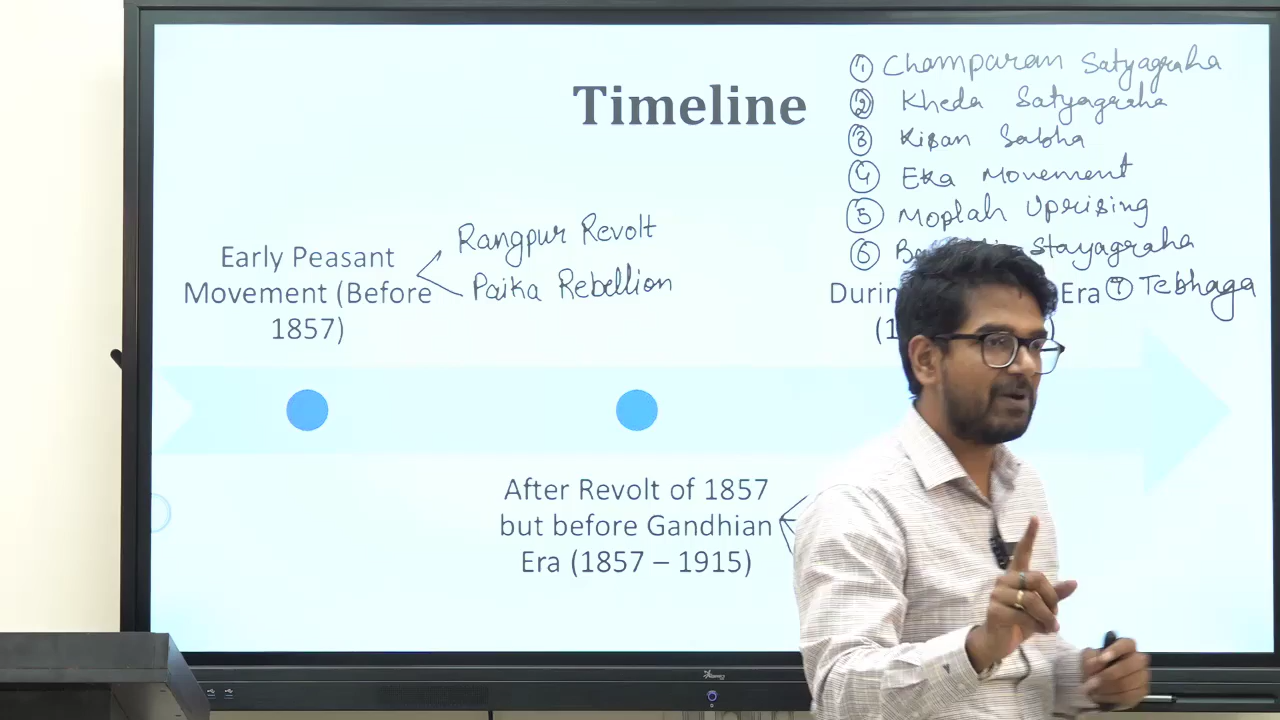 Timeline
① Champaran Satyagraha
② Kheda Satyagraha
③ Kisan Sabha
④ Eka Movement
⑤ Moplah Uprising
⑥ Stayagraha
⑦ Tebhaga
Early Peasant
Movement (Before
1857)
Rangpur Revolt
Paika Rebellion
Era
After Revolt of 1857
but before Gandhian
Era (1857 – 1915)